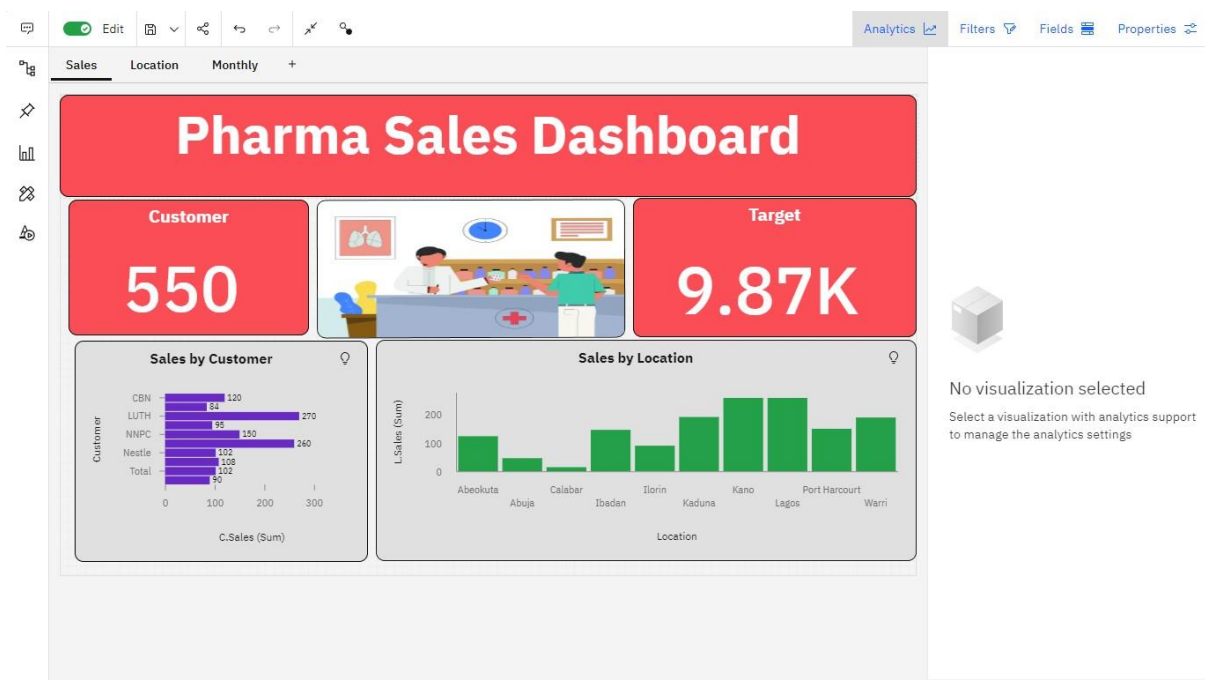 Edit
Analytics Filters Fields Properties
Sales Location Monthly +
Pharma Sales Dashboard
Customer
550
Target
9.87K
Sales by Customer
Customer
CBN 120
84
LUTH 270
96
NNPC 150
260
Nestle 102
108
Total 102
90
0 100 200 300
C.Sales (Sum)
Sales by Location
L.Sales (Sum)
200
100
0
Abeokuta Calabar Ilorin Kano Port Harcourt
Abuja Ibadan Kaduna Lagos Warri
Location
No visualization selected
Select a visualization with analytics support
to manage the analytics settings